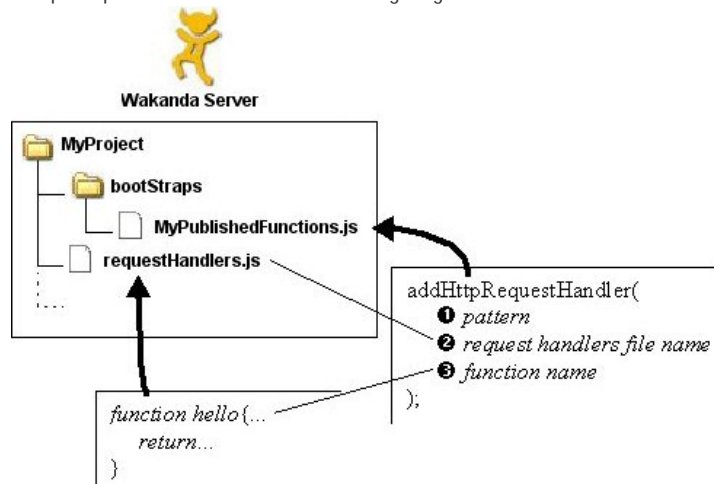 Wakanda Server
MyProject
bootStraps
MyPublishedFunctions.js
requestHandlers.js
addHttpRequestHandler(
❶ pattern
❷ request handlers file name
❸ function name
);
function hello{...
return...
}